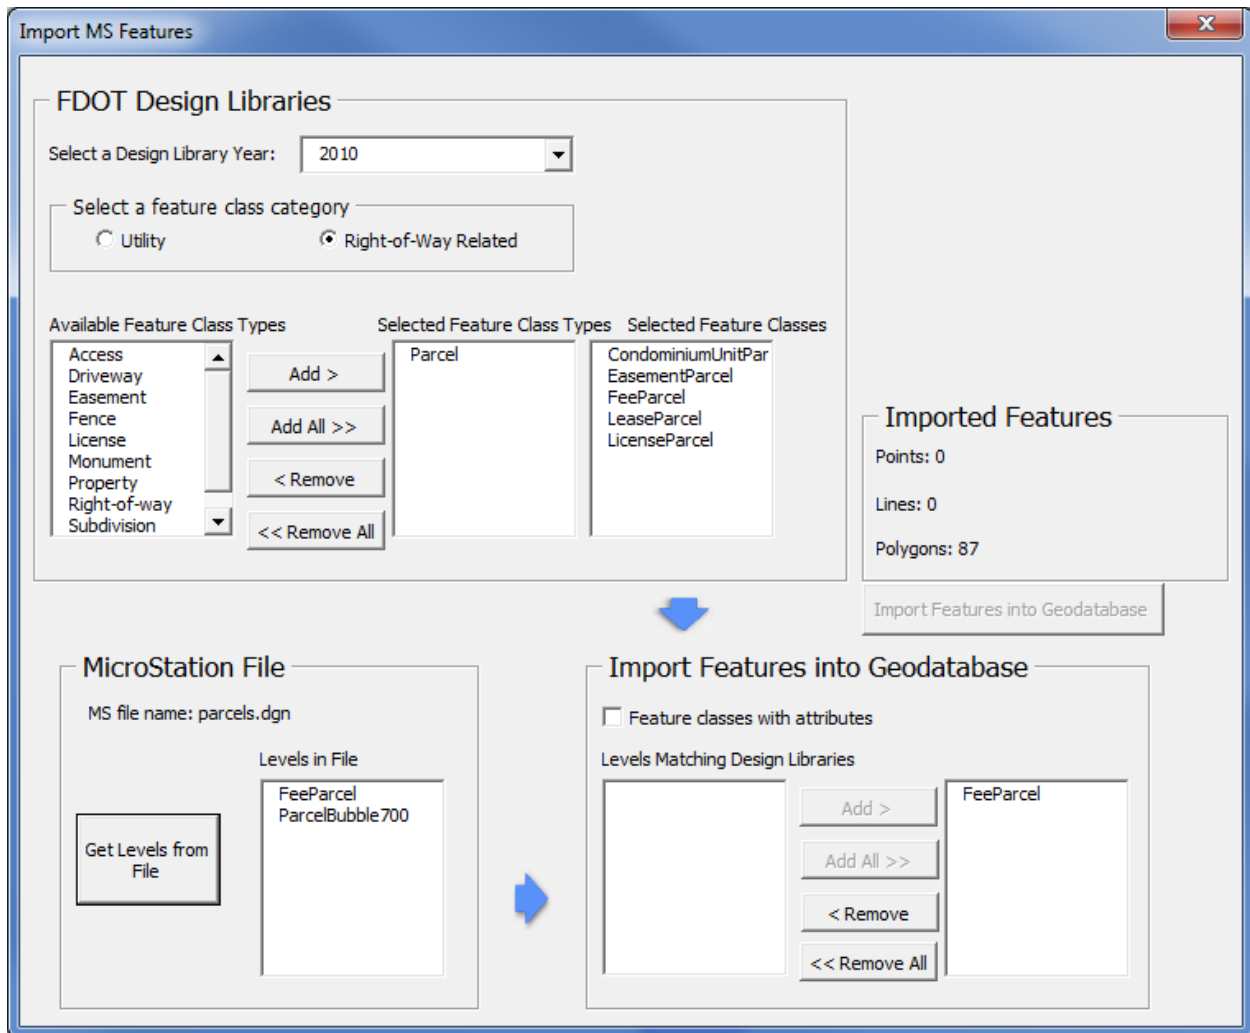 Import MS Features
X
FDOT Design Libraries
Select a Design Library Year:
2010
Select a feature class category
Utility
Right-of-Way Related
Available Feature Class Types
Access
Driveway
Easement
Fence
License
Monument
Property
Right-of-way
Subdivision
Add >
Add All >>
< Remove
<< Remove All
Selected Feature Class Types
Parcel
Selected Feature Classes
CondominiumUnitPar
EasementParcel
FeeParcel
LeaseParcel
LicenseParcel
Imported Features
Points: 0
Lines: 0
Polygons: 87
Import Features into Geodatabase
MicroStation File
MS file name: parcels.dgn
Levels in File
FeeParcel
ParcelBubble700
Get Levels from
File
Import Features into Geodatabase
Feature classes with attributes
Levels Matching Design Libraries
Add >
Add All >>
< Remove
<< Remove All
FeeParcel